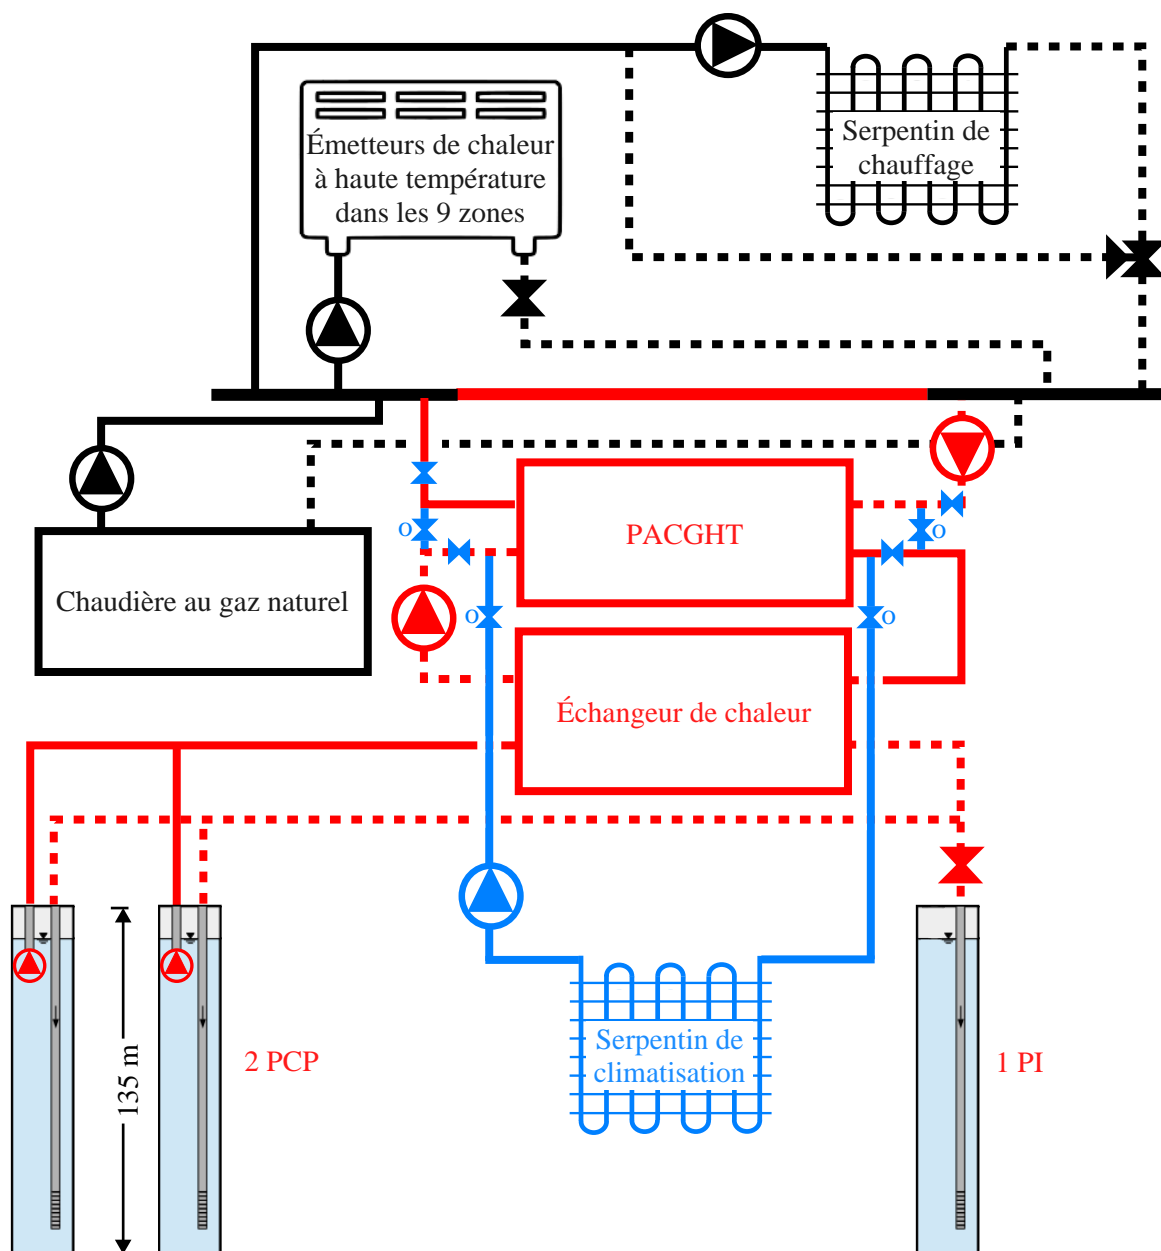 Émetteurs de chaleur
à haute température
dans les 9 zones
Serpentin de
chauffage
PACGHT
o
o
Chaudière au gaz naturel
o
o
Échangeur de chaleur
135 m
2 PCP
Serpentin de
climatisation
1 PI